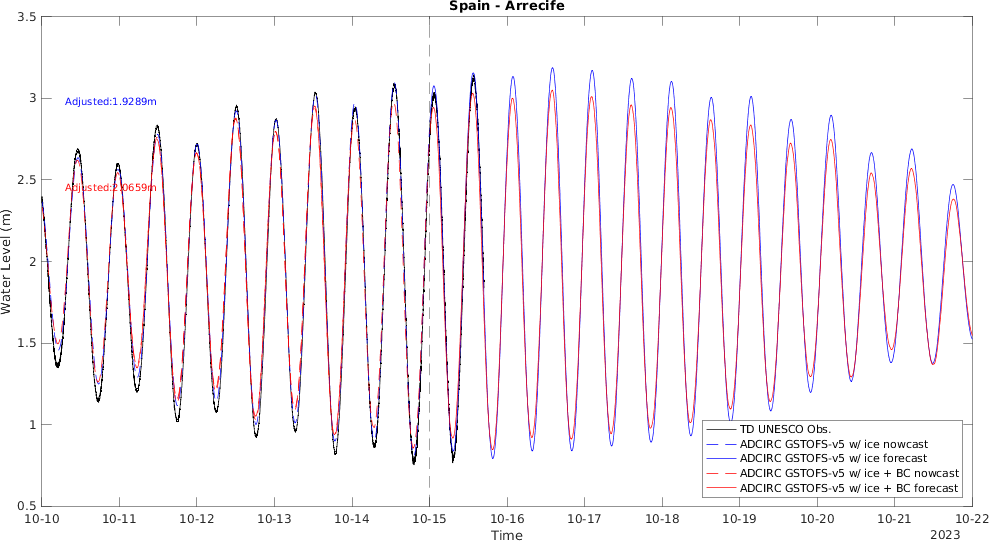 Spain - Arrecife
3.5
3
2.5
2
1.5
1
0.5
Water Level (m)
Adjusted:1.9289m
Adjusted:2.0659m
TD UNESCO Obs.
ADCIRC GSTOFS-v5 w/ ice nowcast
ADCIRC GSTOFS-v5 w/ ice forecast
ADCIRC GSTOFS-v5 w/ ice + BC nowcast
ADCIRC GSTOFS-v5 w/ ice + BC forecast
10-10 10-11 10-12 10-13 10-14 10-15 10-16 10-17 10-18 10-19 10-20 10-21 10-22
Time
2023